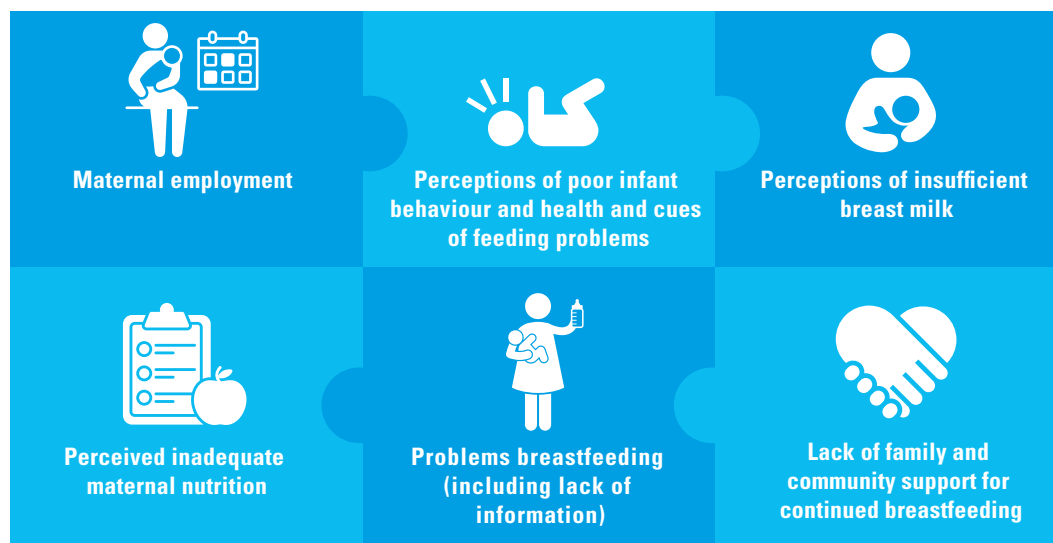 Maternal employment
Perceptions of poor infant
behaviour and health and cues
of feeding problems
Perceptions of insufficient
breast milk
Perceived inadequate
maternal nutrition
Problems breastfeeding
(including lack of
information)
Lack of family and
community support for
continued breastfeeding